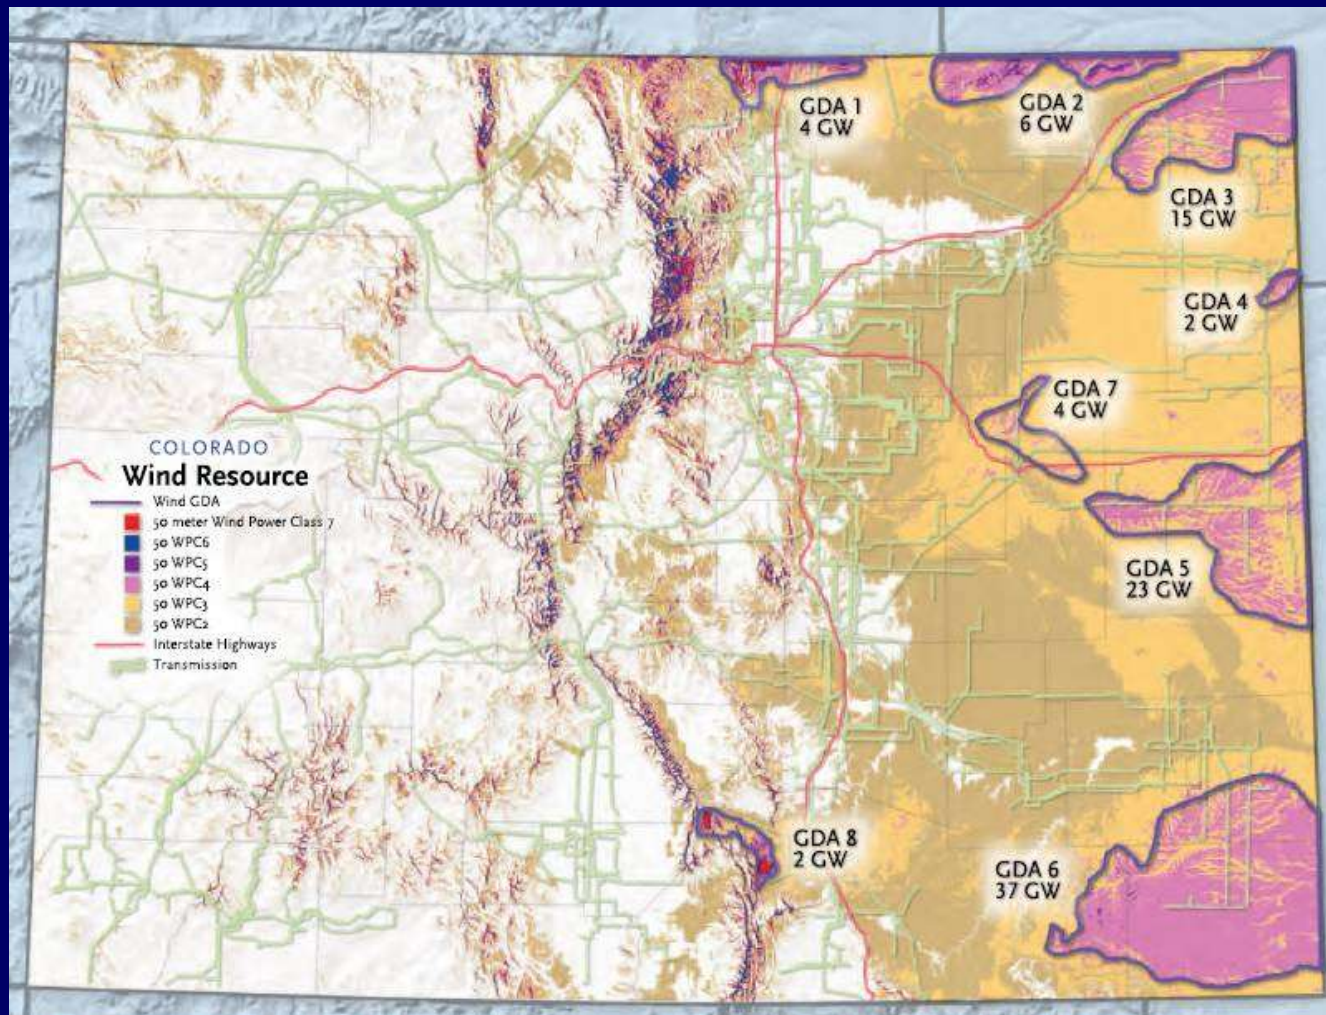 GDA 1
4 GW
GDA 2
6 GW
GDA 3
15 GW
GDA 4
2 GW
GDA 7
4 GW
COLORADO
Wind Resource
Wind GDA
50 meter Wind Power Class 7
50 WPC6
50 WPC5
50 WPC4
50 WPC3
50 WPC2
Interstate Highways
Transmission
GDA 5
23 GW
GDA 8
2 GW
GDA 6
37 GW